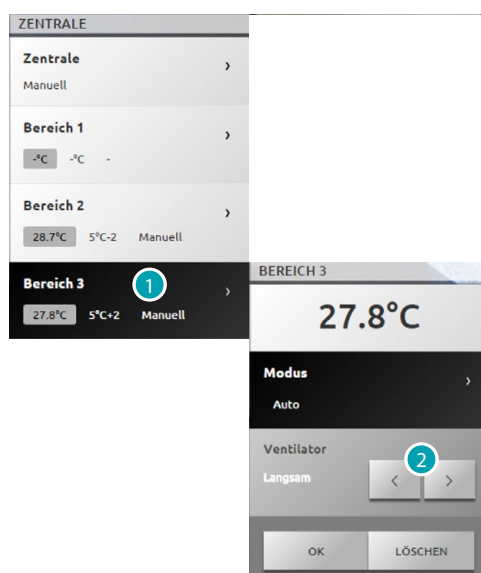 ZENTRALE
Zentrale
Manuell
Bereich 1
-°C -°C -
Bereich 2
28.7°C 5°C-2 Manuell
Bereich 3 1
27.8°C 5°C+2 Manuell
BEREICH 3
27.8°C
Modus
Auto
Ventilator
2
Langsam < >
OK LÖSCHEN